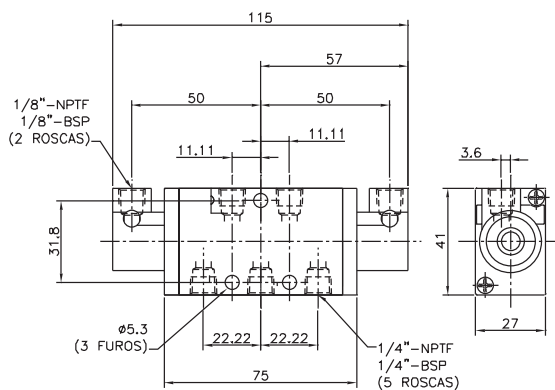 115
57
50
50
1/8"-NPTF
1/8"-BSP
(2 ROSCAS)
11.11
11.11
3.6
31.8
41
ø5.3
(3 FUROS)
22.22
22.22
1/4"-NPTF
1/4"-BSP
(5 ROSCAS)
27
75